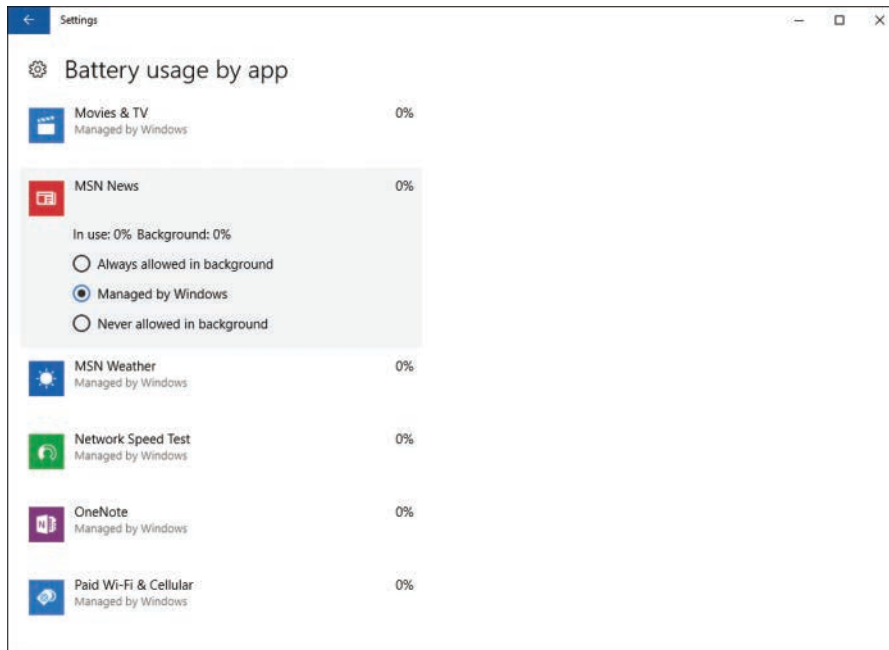 Settings
Battery usage by app
Movies & TV 0%
Managed by Windows
MSN News 0%
In use: 0% Background: 0%
Always allowed in background
Managed by Windows
Never allowed in background
MSN Weather 0%
Managed by Windows
Network Speed Test 0%
Managed by Windows
OneNote 0%
Managed by Windows
Paid Wi-Fi & Cellular 0%
Managed by Windows